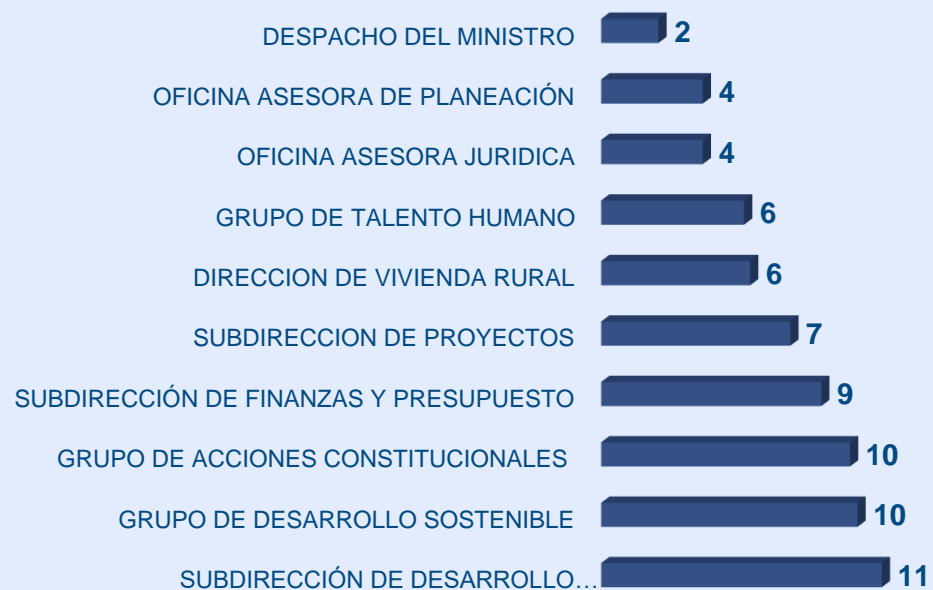 DESPACHO DEL MINISTRO 2
OFICINA ASESORA DE PLANEACIÓN 4
OFICINA ASESORA JURIDICA 4
GRUPO DE TALENTO HUMANO 6
DIRECCION DE VIVIENDA RURAL 6
SUBDIRECCION DE PROYECTOS 7
SUBDIRECCIÓN DE FINANZAS Y PRESUPUESTO 9
GRUPO DE ACCIONES CONSTITUCIONALES 10
GRUPO DE DESARROLLO SOSTENIBLE 10
SUBDIRECCIÓN DE DESARROLLO… 11